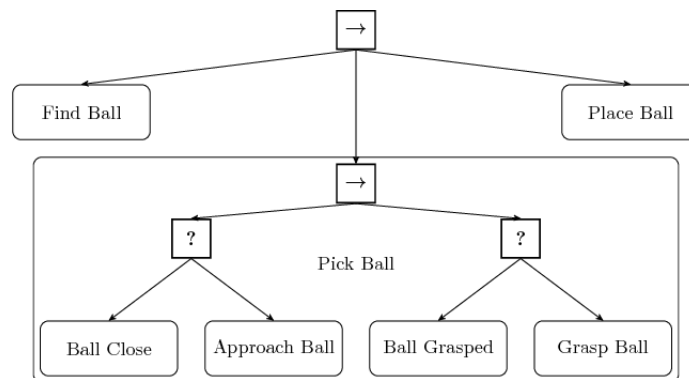 →
Find Ball
Place Ball
→
?
?
Pick Ball
Ball Close
Approach Ball
Ball Grasped
Grasp Ball